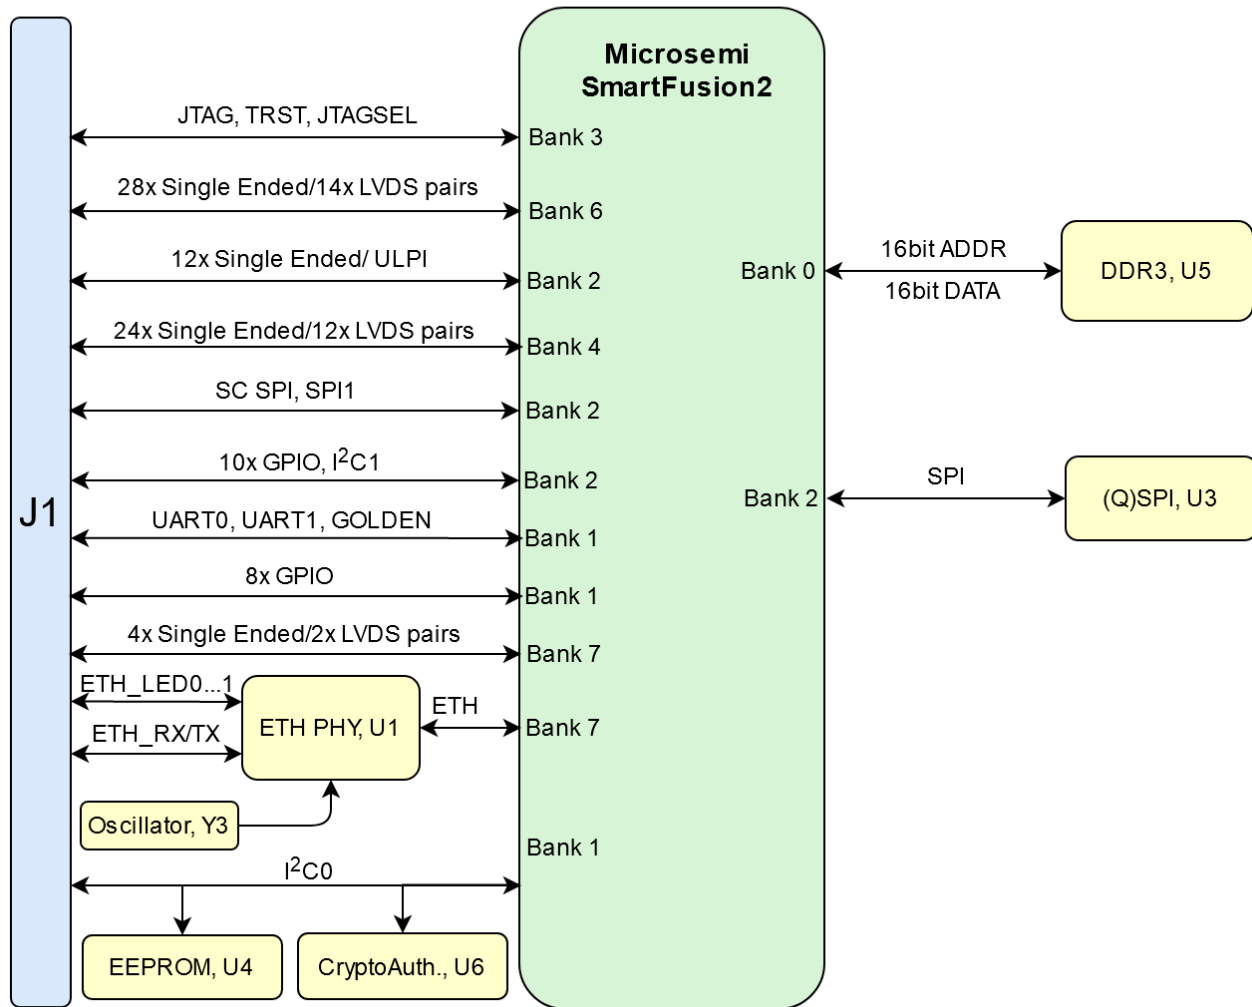 Microsemi
SmartFusion2
J1
JTAG, TRST, JTAGSEL
Bank 3
28x Single Ended/14x LVDS pairs
Bank 6
12x Single Ended/ ULPI
Bank 2
24x Single Ended/12x LVDS pairs
Bank 4
SC SPI, SPI1
Bank 2
10x GPIO, I²C1
Bank 2
UART0, UART1, GOLDEN
Bank 1
8x GPIO
Bank 1
4x Single Ended/2x LVDS pairs
Bank 7
ETH_LED0...1
ETH_RX/TX
ETH PHY, U1
ETH
Bank 7
Oscillator, Y3
Bank 1
I²C0
EEPROM, U4
CryptoAuth., U6
Bank 0
16bit ADDR
16bit DATA
DDR3, U5
Bank 2
SPI
(Q)SPI, U3